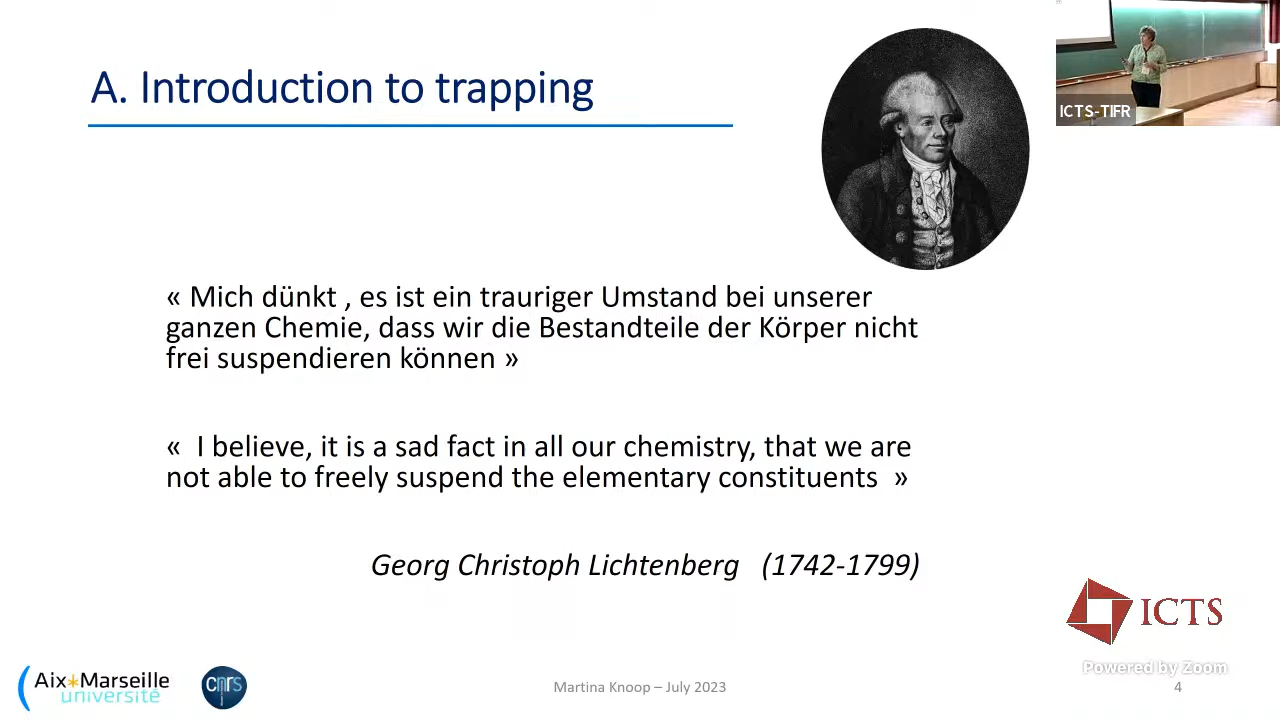 A. Introduction to trapping
ICTS-TIFR
« Mich dünkt , es ist ein trauriger Umstand bei unserer
ganzen Chemie, dass wir die Bestandteile der Körper nicht
frei suspendieren können »
« I believe, it is a sad fact in all our chemistry, that we are
not able to freely suspend the elementary constituents »
Georg Christoph Lichtenberg (1742-1799)
ICTS
Powered by Zoom
Aix*Marseille
université
cnrs
Martina Knoop – July 2023
4